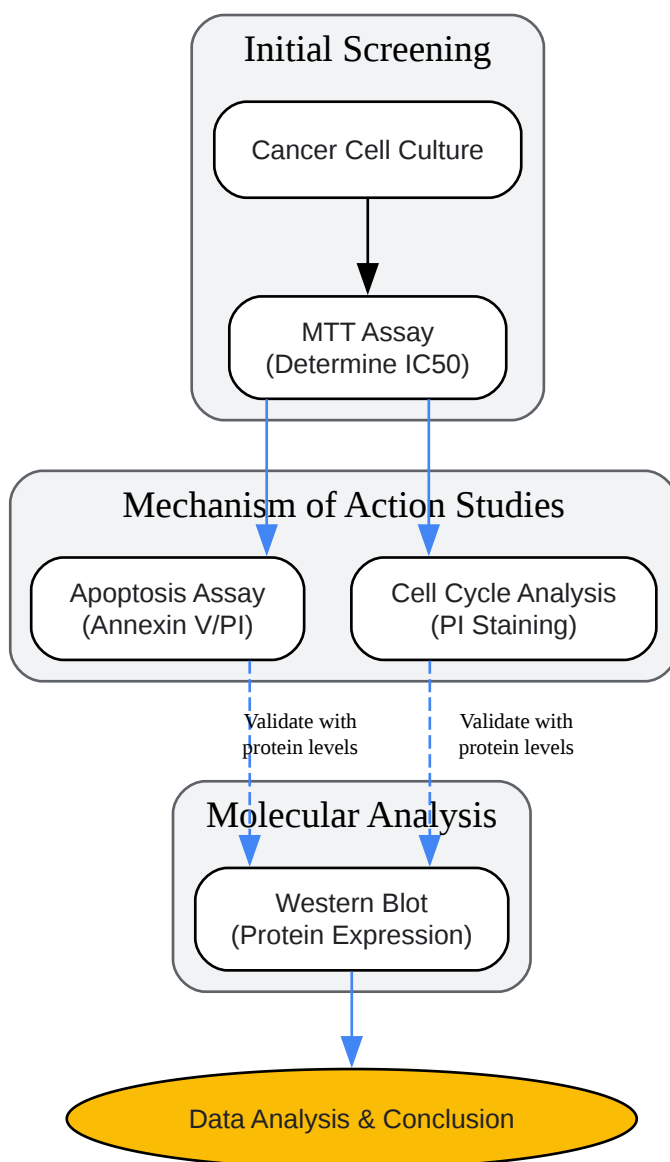 Initial Screening
Cancer Cell Culture
MTT Assay
(Determine IC50)
Mechanism of Action Studies
Apoptosis Assay
(Annexin V/PI)
Cell Cycle Analysis
(PI Staining)
Validate with
protein levels
Validate with
protein levels
Molecular Analysis
Western Blot
(Protein Expression)
Data Analysis & Conclusion